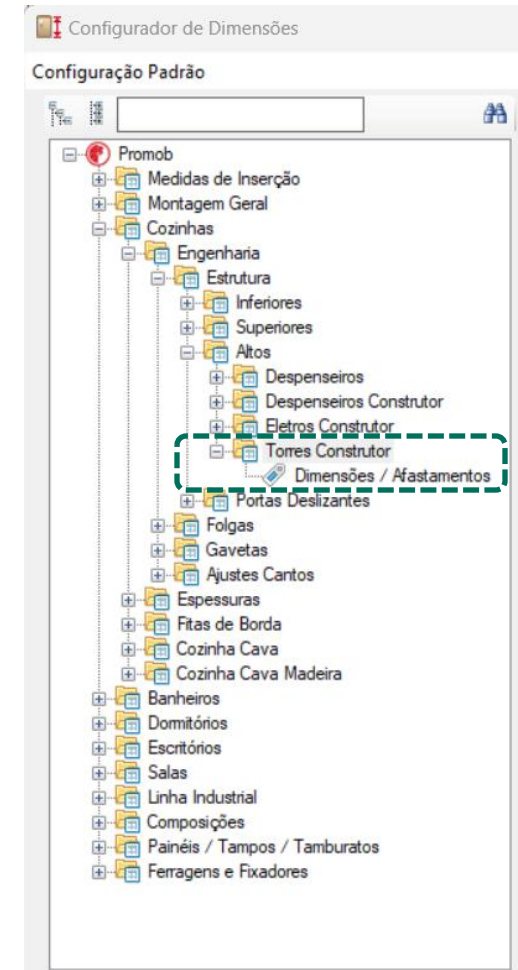 Configurador de Dimensões
Configuração Padrão
Promob
Medidas de Inserção
Montagem Geral
Cozinhas
Engenharia
Estrutura
Inferiores
Superiores
Altos
Despenseiros
Despenseiros Construtor
Eletros Construtor
Torres Construtor
Dimensões / Afastamentos
Portas Deslizantes
Folgas
Gavetas
Ajustes Cantos
Espessuras
Fitas de Borda
Cozinha Cava
Cozinha Cava Madeira
Banheiros
Dormitórios
Escritórios
Salas
Linha Industrial
Composições
Painéis / Tampos / Tamburatos
Ferragens e Fixadores